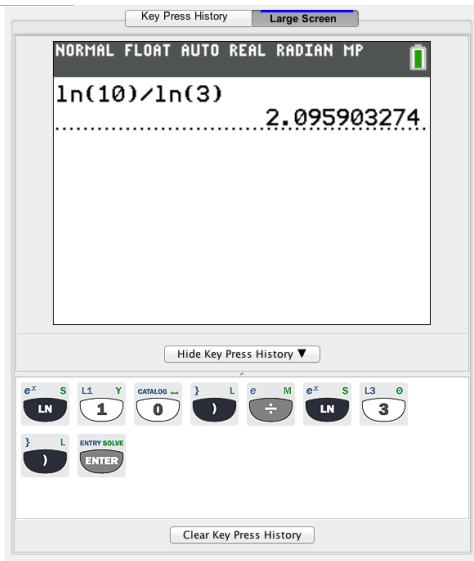 Key Press History Large Screen
NORMAL FLOAT AUTO REAL RADIAN MP
ln(10)/ln(3)
2.095903274
Hide Key Press History ▼
eˣ S L1 Y CATALOG ⎵ } L e M eˣ S L3 θ
LN 1 0 ) ÷ LN 3
} L ENTRY SOLVE
) ENTER
Clear Key Press History